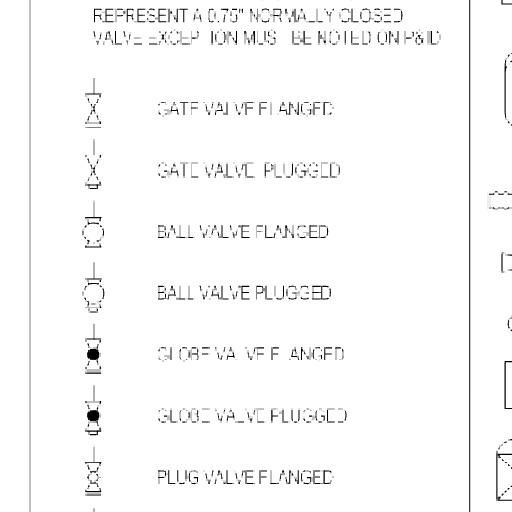 REPRESENT A 0.75" NORMALLY CLOSED
VALVE EXCEPTION MUST BE NOTED ON P&ID
GATE VALVE FLANGED
GATE VALVE PLUGGED
BALL VALVE FLANGED
BALL VALVE PLUGGED
GLOBE VALVE FLANGED
GLOBE VALVE PLUGGED
PLUG VALVE FLANGED